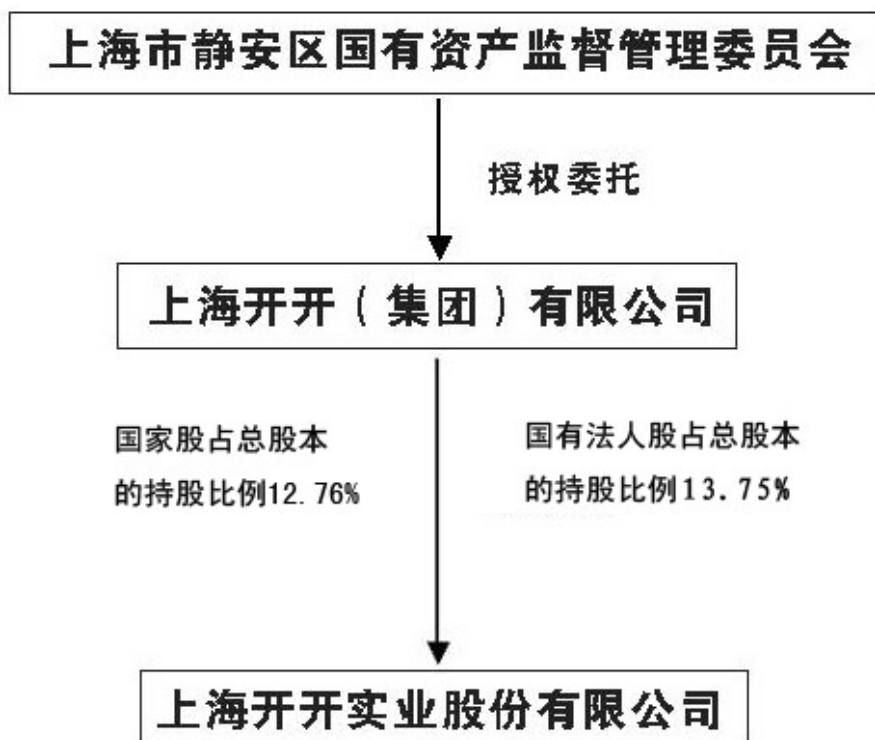 上海市静安区国有资产监督管理委员会
授权委托
上海开开（集团）有限公司
国家股占总股本
的持股比例12.76%
国有法人股占总股本
的持股比例13.75%
上海开开实业股份有限公司